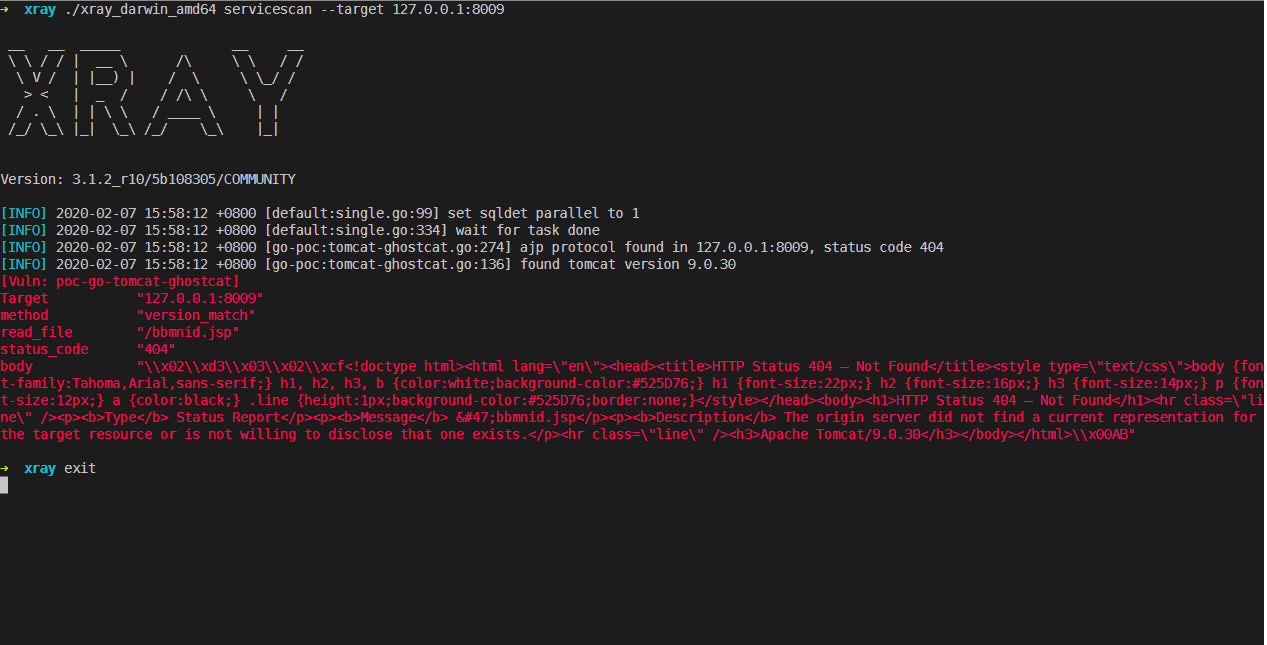 →  xray ./xray_darwin_amd64 servicescan --target 127.0.0.1:8009
XRAY
Version: 3.1.2_r10/5b108305/COMMUNITY
[INFO] 2020-02-07 15:58:12 +0800 [default:single.go:99] set sqldet parallel to 1
[INFO] 2020-02-07 15:58:12 +0800 [default:single.go:334] wait for task done
[INFO] 2020-02-07 15:58:12 +0800 [go-poc:tomcat-ghostcat.go:274] ajp protocol found in 127.0.0.1:8009, status code 404
[INFO] 2020-02-07 15:58:12 +0800 [go-poc:tomcat-ghostcat.go:136] found tomcat version 9.0.30
[Vuln: poc-go-tomcat-ghostcat]
Target           "127.0.0.1:8009"
method           "version_match"
read_file        "/bbmnid.jsp"
status_code      "404"
body             "\\x02\\xd3\\x03\\x02\\xcf<!doctype html><html lang=\"en\"><head><title>HTTP Status 404 – Not Found</title><style type=\"text/css\">body {fon
t-family:Tahoma,Arial,sans-serif;} h1, h2, h3, b {color:white;background-color:#525D76;} h1 {font-size:22px;} h2 {font-size:16px;} h3 {font-size:14px;} p {fon
t-size:12px;} a {color:black;} .line {height:1px;background-color:#525D76;border:none;}</style></head><body><h1>HTTP Status 404 – Not Found</h1><hr class=\"li
ne\" /><p><b>Type</b> Status Report</p><p><b>Message</b> &#47;bbmnid.jsp</p><p><b>Description</b> The origin server did not find a current representation for
the target resource or is not willing to disclose that one exists.</p><hr class=\"line\" /><h3>Apache Tomcat/9.0.30</h3></body></html>\\x00AB"
→  xray exit